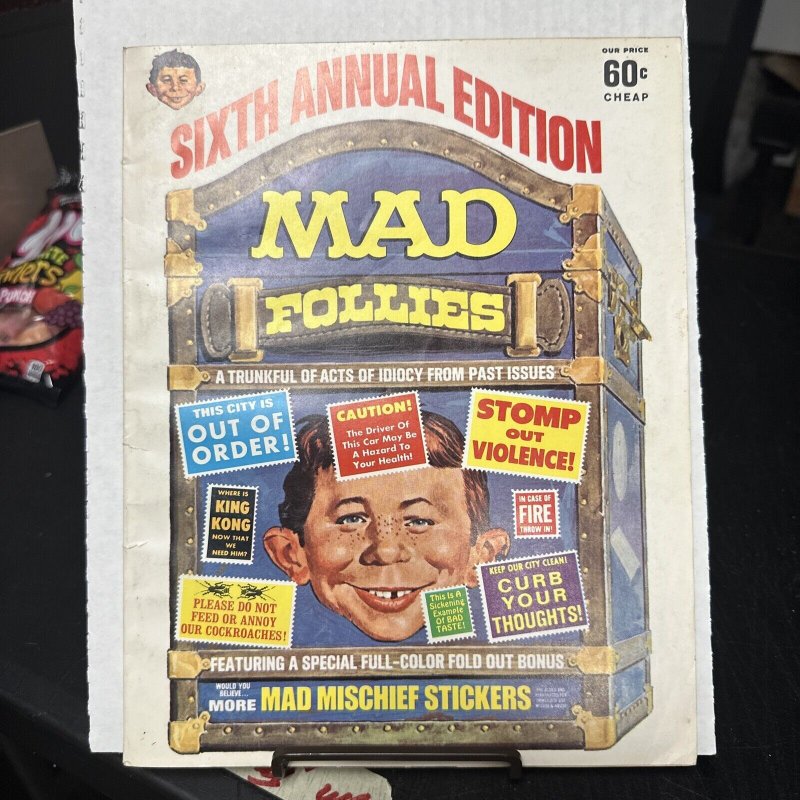 OUR PRICE
60c
CHEAP
SIXTH ANNUAL EDITION
MAD
FOLLIES
A TRUNKFUL OF ACTS OF IDIOCY FROM PAST ISSUES
THIS CITY IS
OUT OF
ORDER!
CAUTION!
The Driver Of
This Car May Be
A Hazard To
Your Health!
STOMP
OUT
VIOLENCE!
WHERE IS
KING
KONG
NOW THAT
WE
NEED HIM?
IN CASE OF
FIRE
THROW IN!
PLEASE DO NOT
FEED OR ANNOY
OUR COCKROACHES!
This Is A
Sickening
Example
Of BAD
TASTE!
KEEP OUR CITY CLEAN!
CURB
YOUR
THOUGHTS!
FEATURING A SPECIAL FULL-COLOR FOLD OUT BONUS
WOULD YOU
BELIEVE...
MORE MAD MISCHIEF STICKERS
PUNCH